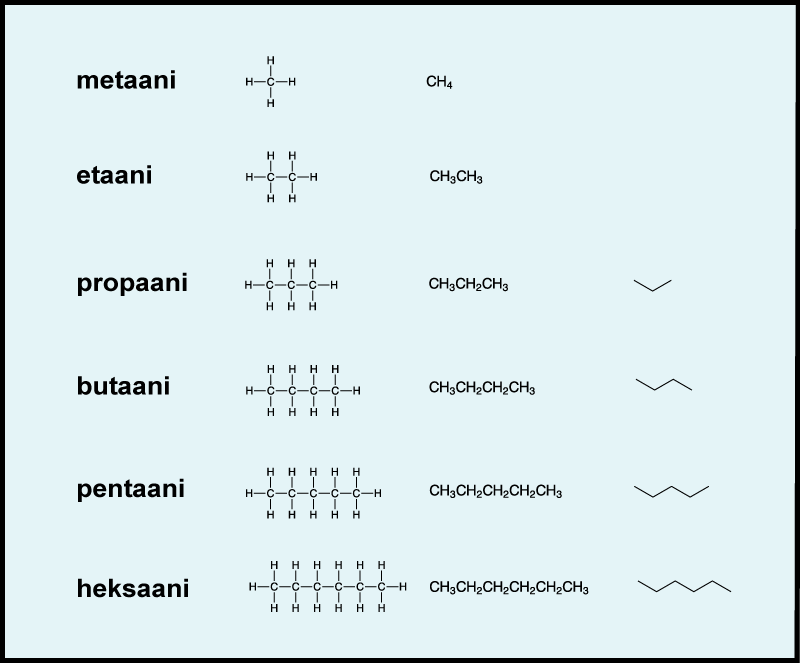 metaani
H
H–C–H
H
CH₄
etaani
H H
H–C–C–H
H H
CH₃CH₃
propaani
H H H
H–C–C–C–H
H H H
CH₃CH₂CH₃
butaani
H H H H
H–C–C–C–C–H
H H H H
CH₃CH₂CH₂CH₃
pentaani
H H H H H
H–C–C–C–C–C–H
H H H H H
CH₃CH₂CH₂CH₂CH₃
heksaani
H H H H H H
H–C–C–C–C–C–C–H
H H H H H H
CH₃CH₂CH₂CH₂CH₂CH₃